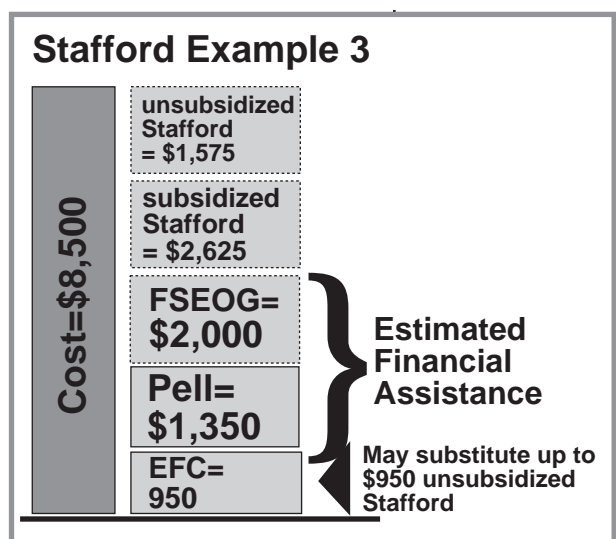 Stafford Example 3
Cost=$8,500
unsubsidized
Stafford
= $1,575
subsidized
Stafford
= $2,625
FSEOG=
$2,000
Pell=
$1,350
EFC=
950
Estimated
Financial
Assistance
May substitute up to
$950 unsubsidized
Stafford